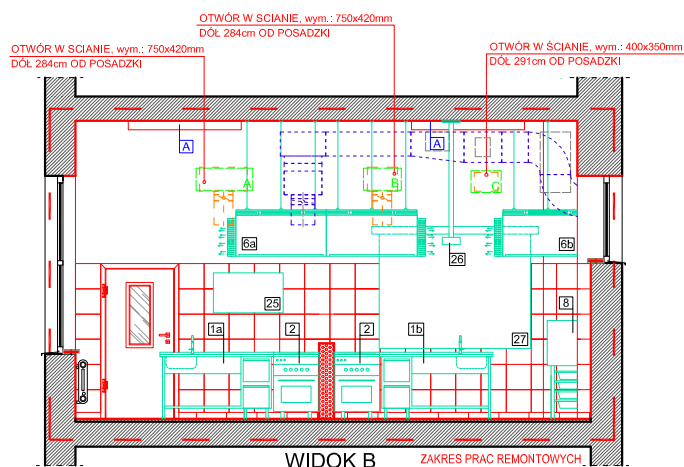 OTWÓR W SCIANIE, wym.: 750x420mm
OTWÓR W SCIANIE, wym.: 750x420mm
DÓŁ 284cm OD POSADZKI
DÓŁ 284cm OD POSADZKI
OTWÓR W ŚCIANIE, wym.: 400x350mm
DÓŁ 291cm OD POSADZKI
A
A
A
B
C
6a
26
6b
25
8
1a
2
2
1b
27
WIDOK B
ZAKRES PRAC REMONTOWYCH